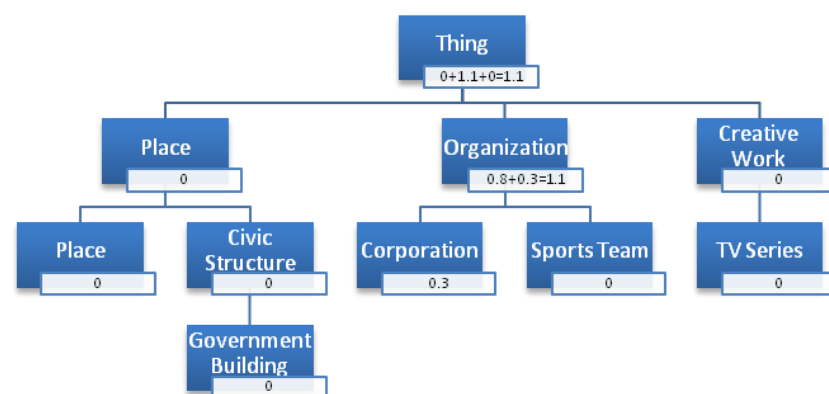 Thing
0+1.1+0=1.1
Place
0
Organization
0.8+0.3=1.1
Creative
Work
0
Place
0
Civic
Structure
0
Corporation
0.3
Sports Team
0
TV Series
0
Government
Building
0